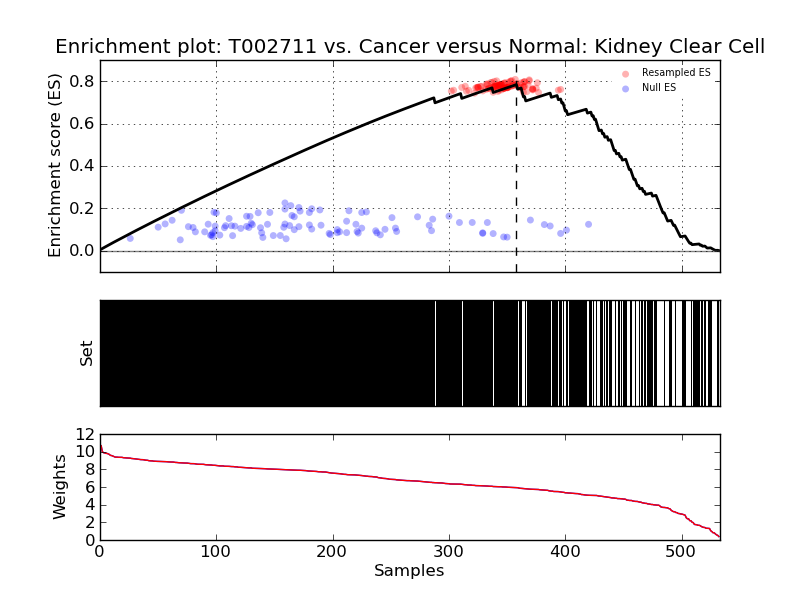 Enrichment plot: T002711 vs. Cancer versus Normal: Kidney Clear Cell
Enrichment score (ES)
0.8
0.6
0.4
0.2
0.0
Resampled ES
Null ES
Set
Weights
12
10
8
6
4
2
0
0 100 200 300 400 500
Samples